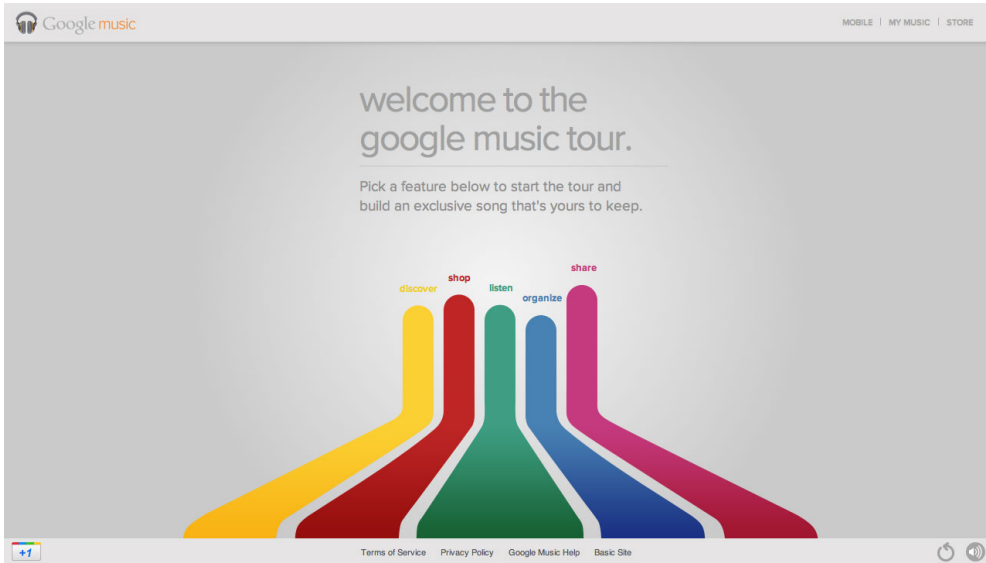 Google music
MOBILE | MY MUSIC | STORE
welcome to the
google music tour.
Pick a feature below to start the tour and
build an exclusive song that's yours to keep.
discover
shop
listen
organize
share
+1
Terms of Service Privacy Policy Google Music Help Basic Site